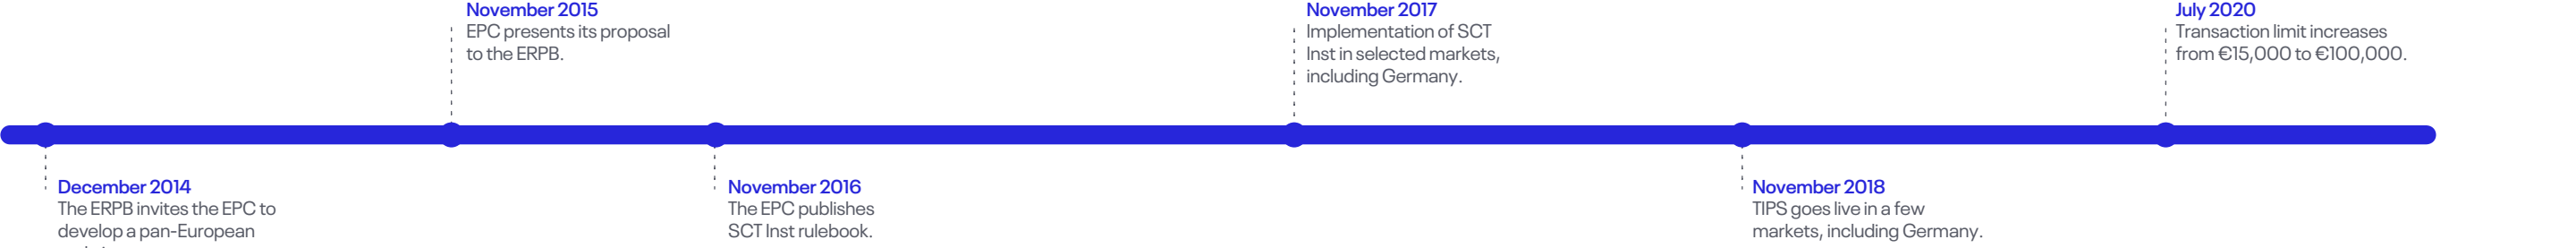 November 2015
EPC presents its proposal
to the ERPB.
November 2017
Implementation of SCT
Inst in selected markets,
including Germany.
July 2020
Transaction limit increases
from €15,000 to €100,000.
December 2014
The ERPB invites the EPC to
develop a pan-European
November 2016
The EPC publishes
SCT Inst rulebook.
November 2018
TIPS goes live in a few
markets, including Germany.